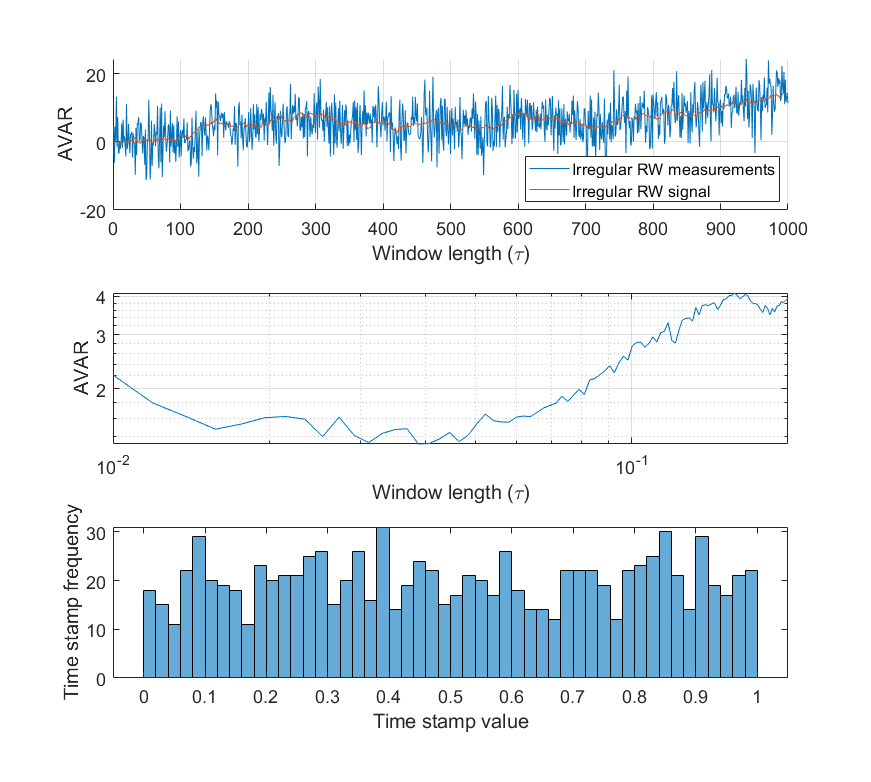 20
0
-20
AVAR
Irregular RW measurements
Irregular RW signal
0 100 200 300 400 500 600 700 800 900 1000
Window length (τ)
4
3
2
AVAR
10-2 10-1
Window length (τ)
30
20
10
0
Time stamp frequency
0 0.1 0.2 0.3 0.4 0.5 0.6 0.7 0.8 0.9 1
Time stamp value